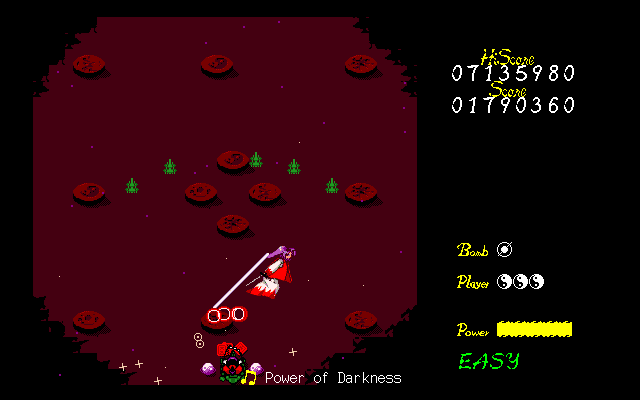 HiScore
07135980
Score
01790360
Bomb
Player
Power
EASY
Power of Darkness